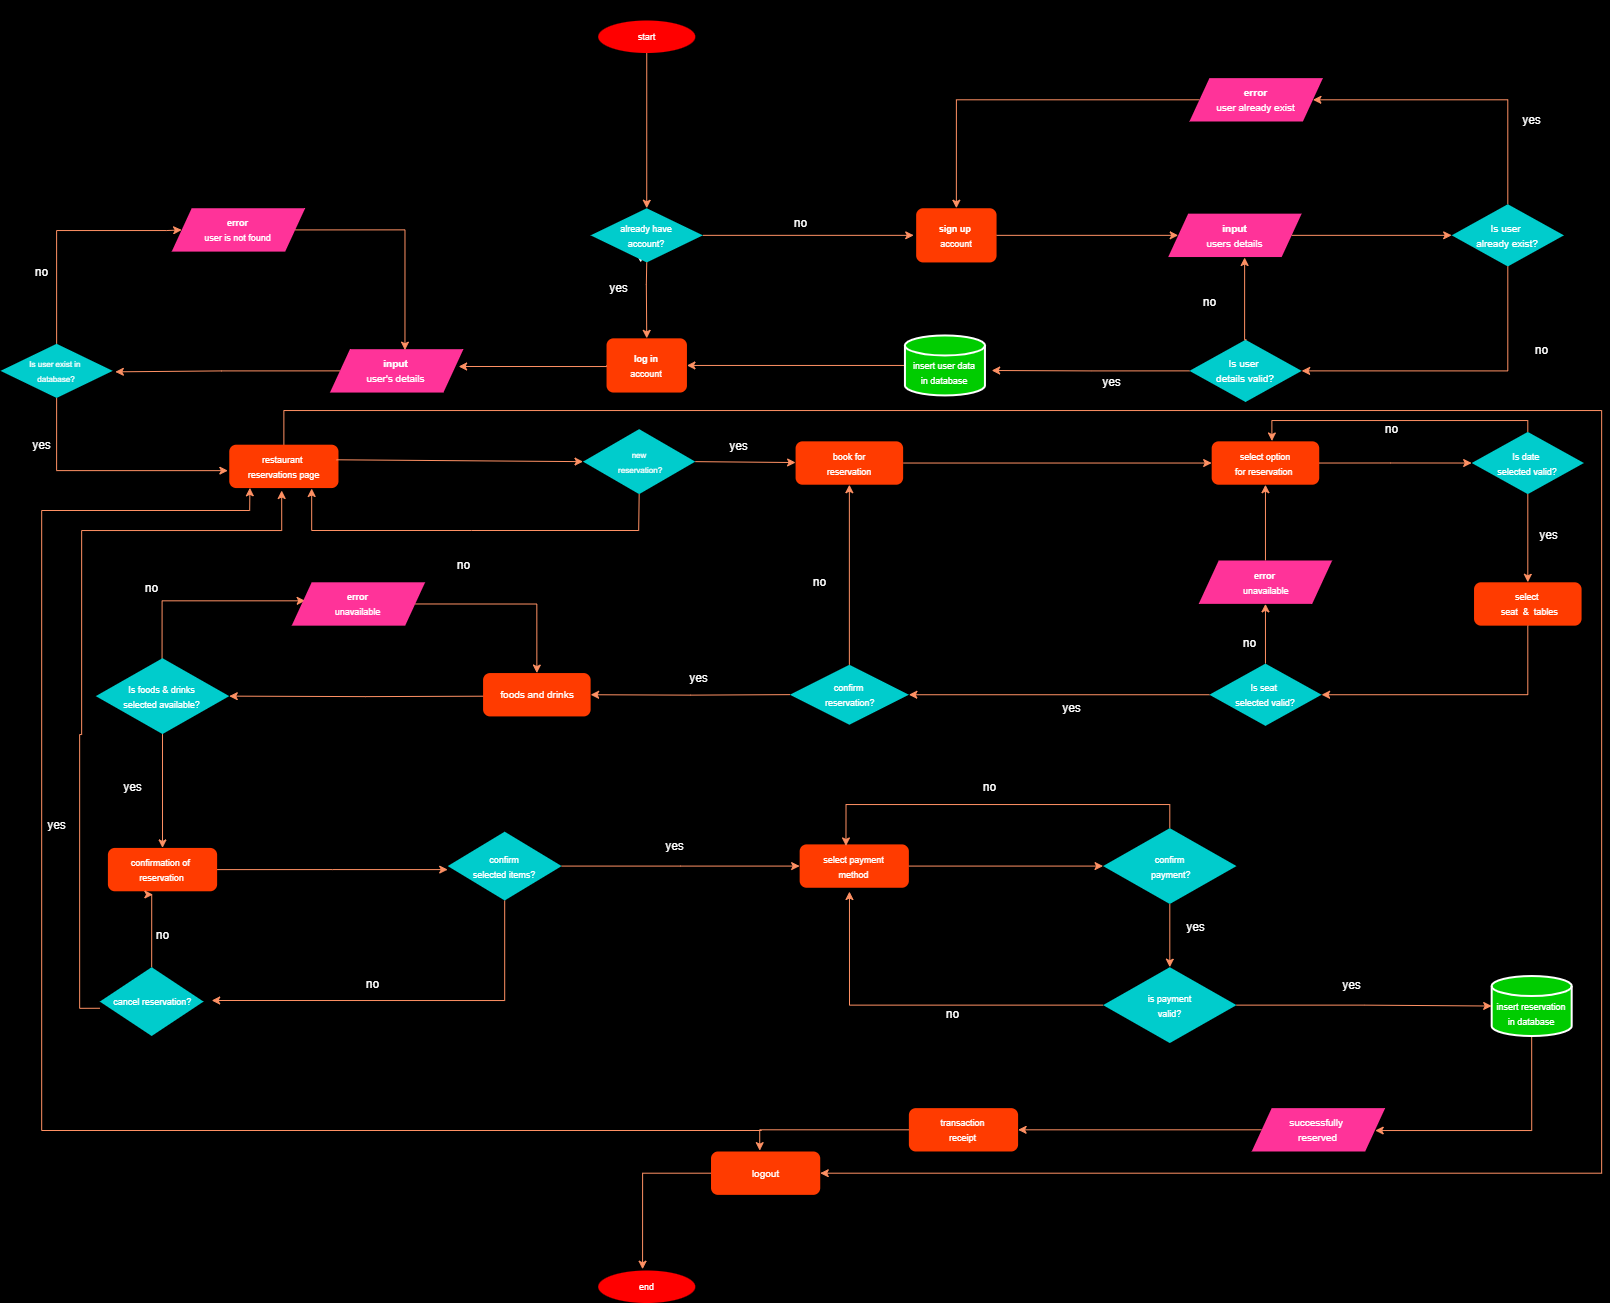 start
error
user already exist
yes
already have
account?
no
sign up
account
input
users details
Is user
already exist?
error
user is not found
no
yes
no
no
Is user exist in
database?
input
user's details
log in
account
insert user data
in database
yes
Is user
details valid?
yes
restaurant
reservations page
new
reservation?
yes
book for
reservation
select option
for reservation
no
Is date
selected valid?
yes
no
no
error
unavailable
no
error
unavailable
select
seat & tables
no
Is foods & drinks
selected available?
foods and drinks
yes
confirm
reservation?
yes
Is seat
selected valid?
yes
no
yes
confirmation of
reservation
confirm
selected items?
yes
select payment
method
confirm
payment?
no
yes
cancel reservation?
no
is payment
valid?
no
yes
insert reservation
in database
transaction
receipt
successfully
reserved
logout
end